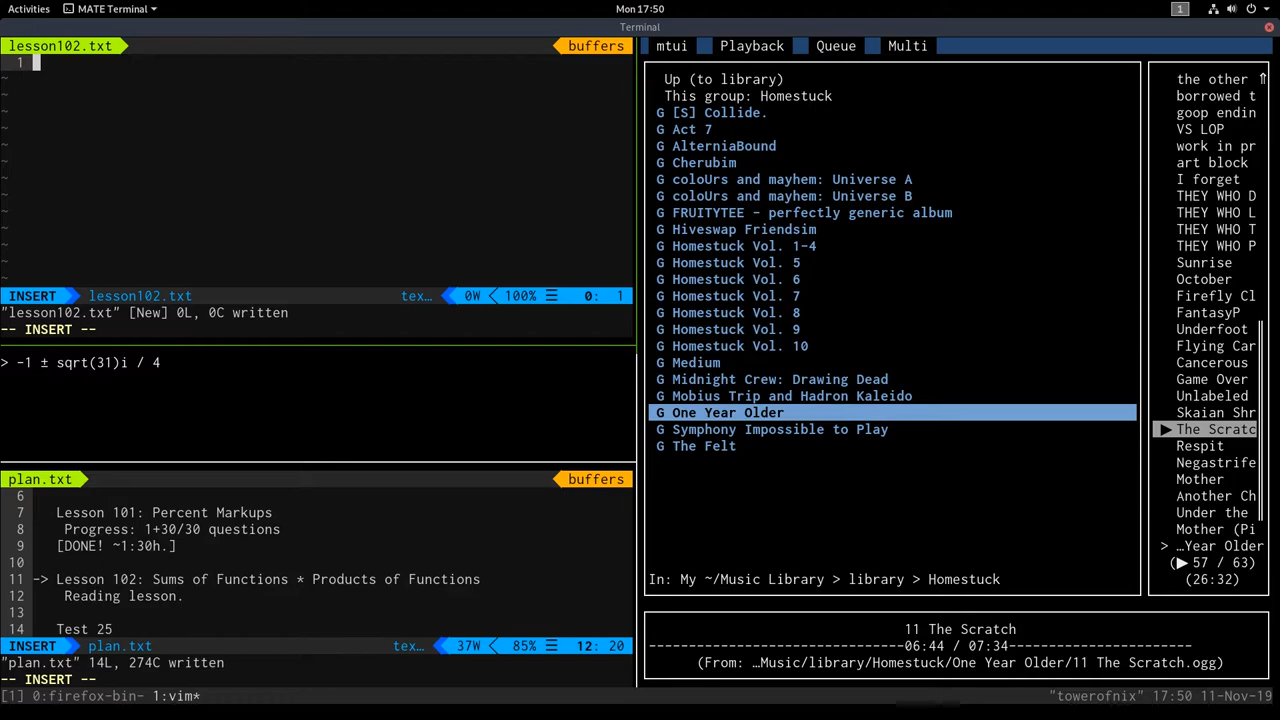 Activities MATE Terminal Mon 17:50 1
Terminal
lesson102.txt buffers
1
~
~
~
~
~
~
~
~
~
~
~
~
~
INSERT lesson102.txt tex… 0W 100% ☰ 0: 1
"lesson102.txt" [New] 0L, 0C written
-- INSERT --
> -1 ± sqrt(31)i / 4
plan.txt buffers
6
7 Lesson 101: Percent Markups
8 Progress: 1+30/30 questions
9 [DONE! ~1:30h.]
10
11 -> Lesson 102: Sums of Functions * Products of Functions
12 Reading lesson.
13
14 Test 25
INSERT plan.txt tex… 37W 85% ☰ 12: 20
"plan.txt" 14L, 274C written
-- INSERT --
mtui Playback Queue Multi
Up (to library)
This group: Homestuck
G [S] Collide.
G Act 7
G AlterniaBound
G Cherubim
G coloUrs and mayhem: Universe A
G coloUrs and mayhem: Universe B
G FRUITYTEE - perfectly generic album
G Hiveswap Friendsim
G Homestuck Vol. 1-4
G Homestuck Vol. 5
G Homestuck Vol. 6
G Homestuck Vol. 7
G Homestuck Vol. 8
G Homestuck Vol. 9
G Homestuck Vol. 10
G Medium
G Midnight Crew: Drawing Dead
G Mobius Trip and Hadron Kaleido
G One Year Older
G Symphony Impossible to Play
G The Felt
In: My ~/Music Library > library > Homestuck
the other ⇑
borrowed t
goop endin
VS LOP
work in pr
art block
I forget
THEY WHO D
THEY WHO L
THEY WHO T
THEY WHO P
Sunrise
October
Firefly Cl
FantasyP
Underfoot
Flying Car
Cancerous
Game Over
Unlabeled
Skaian Shr
▶ The Scratc
Respit
Negastrife
Mother
Another Ch
Under the
Mother (Pi
> …Year Older
(▶ 57 / 63)
(26:32)
11 The Scratch
--------------------------------06:44 / 07:34--------------------------------
(From: …Music/library/Homestuck/One Year Older/11 The Scratch.ogg)
[1] 0:firefox-bin- 1:vim* "towerofnix" 17:50 11-Nov-19